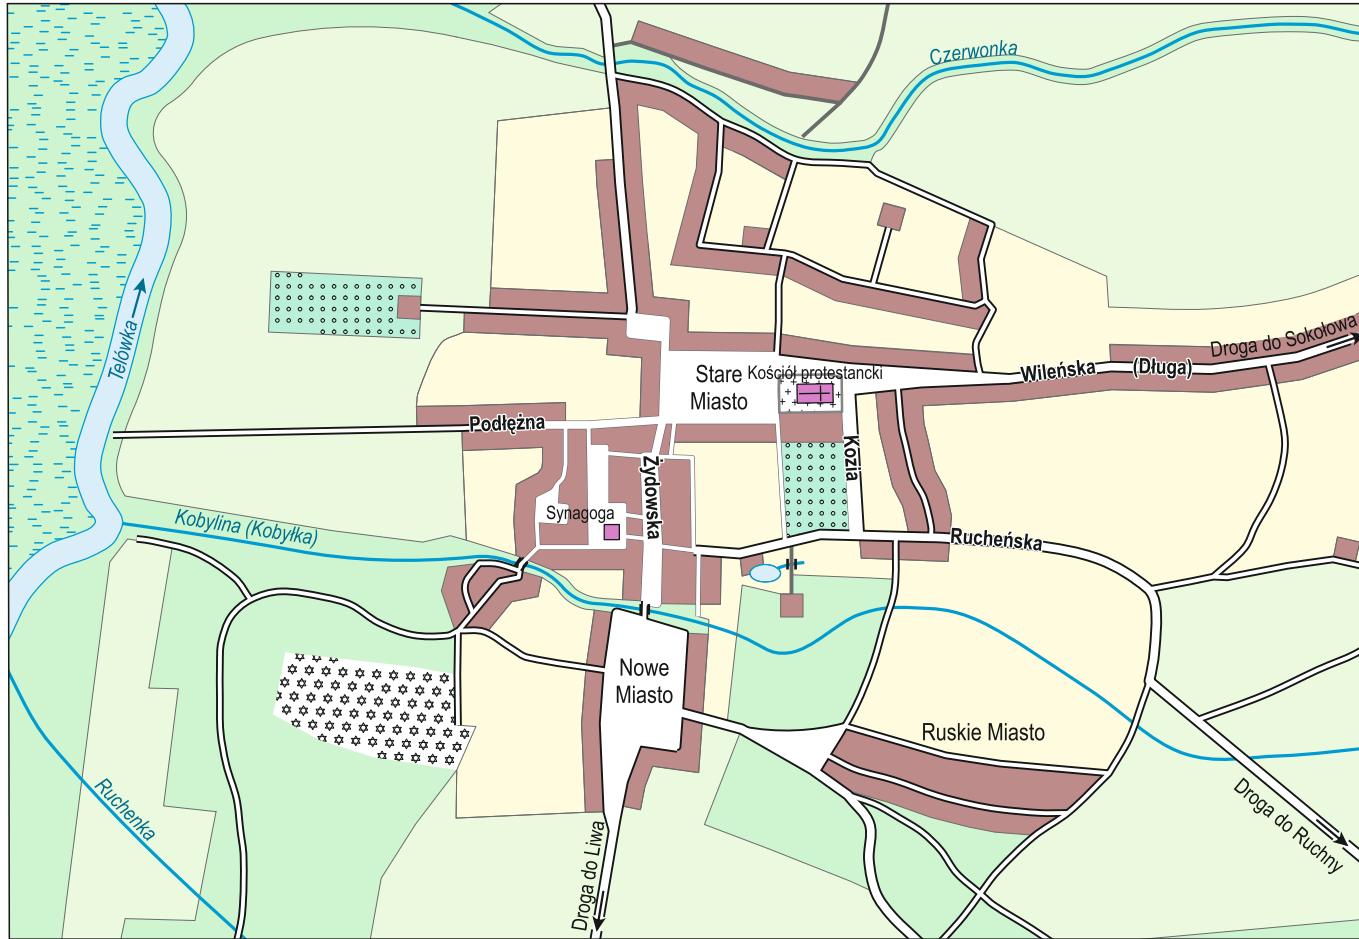 Czerwonka
Telówka
Droga do Sokołowa
Stare
Miasto
Kościół protestancki
Wileńska
(Długa)
Podłężna
Kozia
Żydowska
Synagoga
Kobylina (Kobyłka)
Rucheńska
Nowe
Miasto
Ruskie Miasto
Ruchenka
Droga do Liwa
Droga do Ruchny